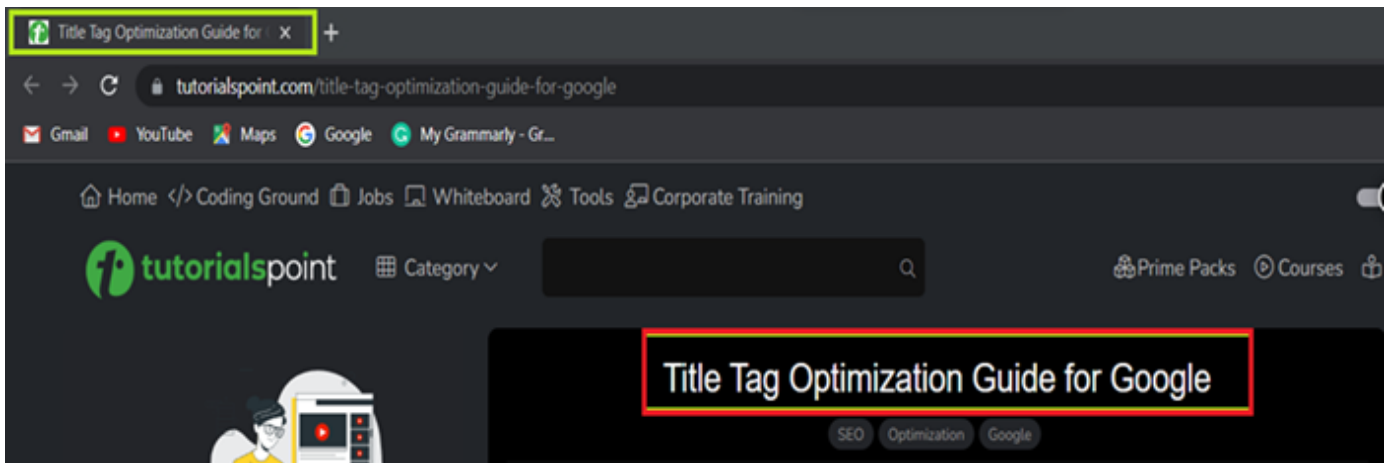 Title Tag Optimization Guide for
tutorialspoint.com/title-tag-optimization-guide-for-google
Gmail YouTube Maps Google My Grammarly - Gr...
Home </> Coding Ground Jobs Whiteboard Tools Corporate Training
tutorialspoint Category Prime Packs Courses
Title Tag Optimization Guide for Google
SEO Optimization Google